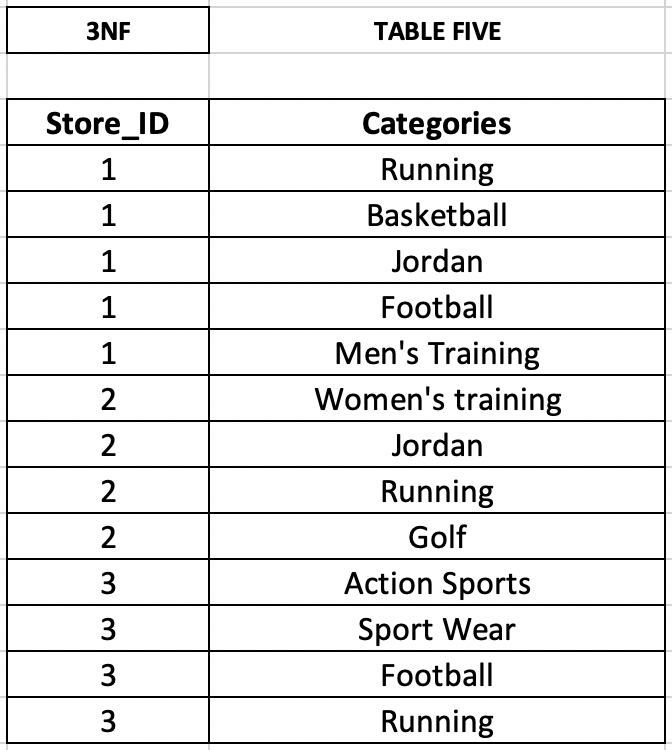 3NF TABLE FIVE
Store_ID Categories
1 Running
1 Basketball
1 Jordan
1 Football
1 Men's Training
2 Women's training
2 Jordan
2 Running
2 Golf
3 Action Sports
3 Sport Wear
3 Football
3 Running